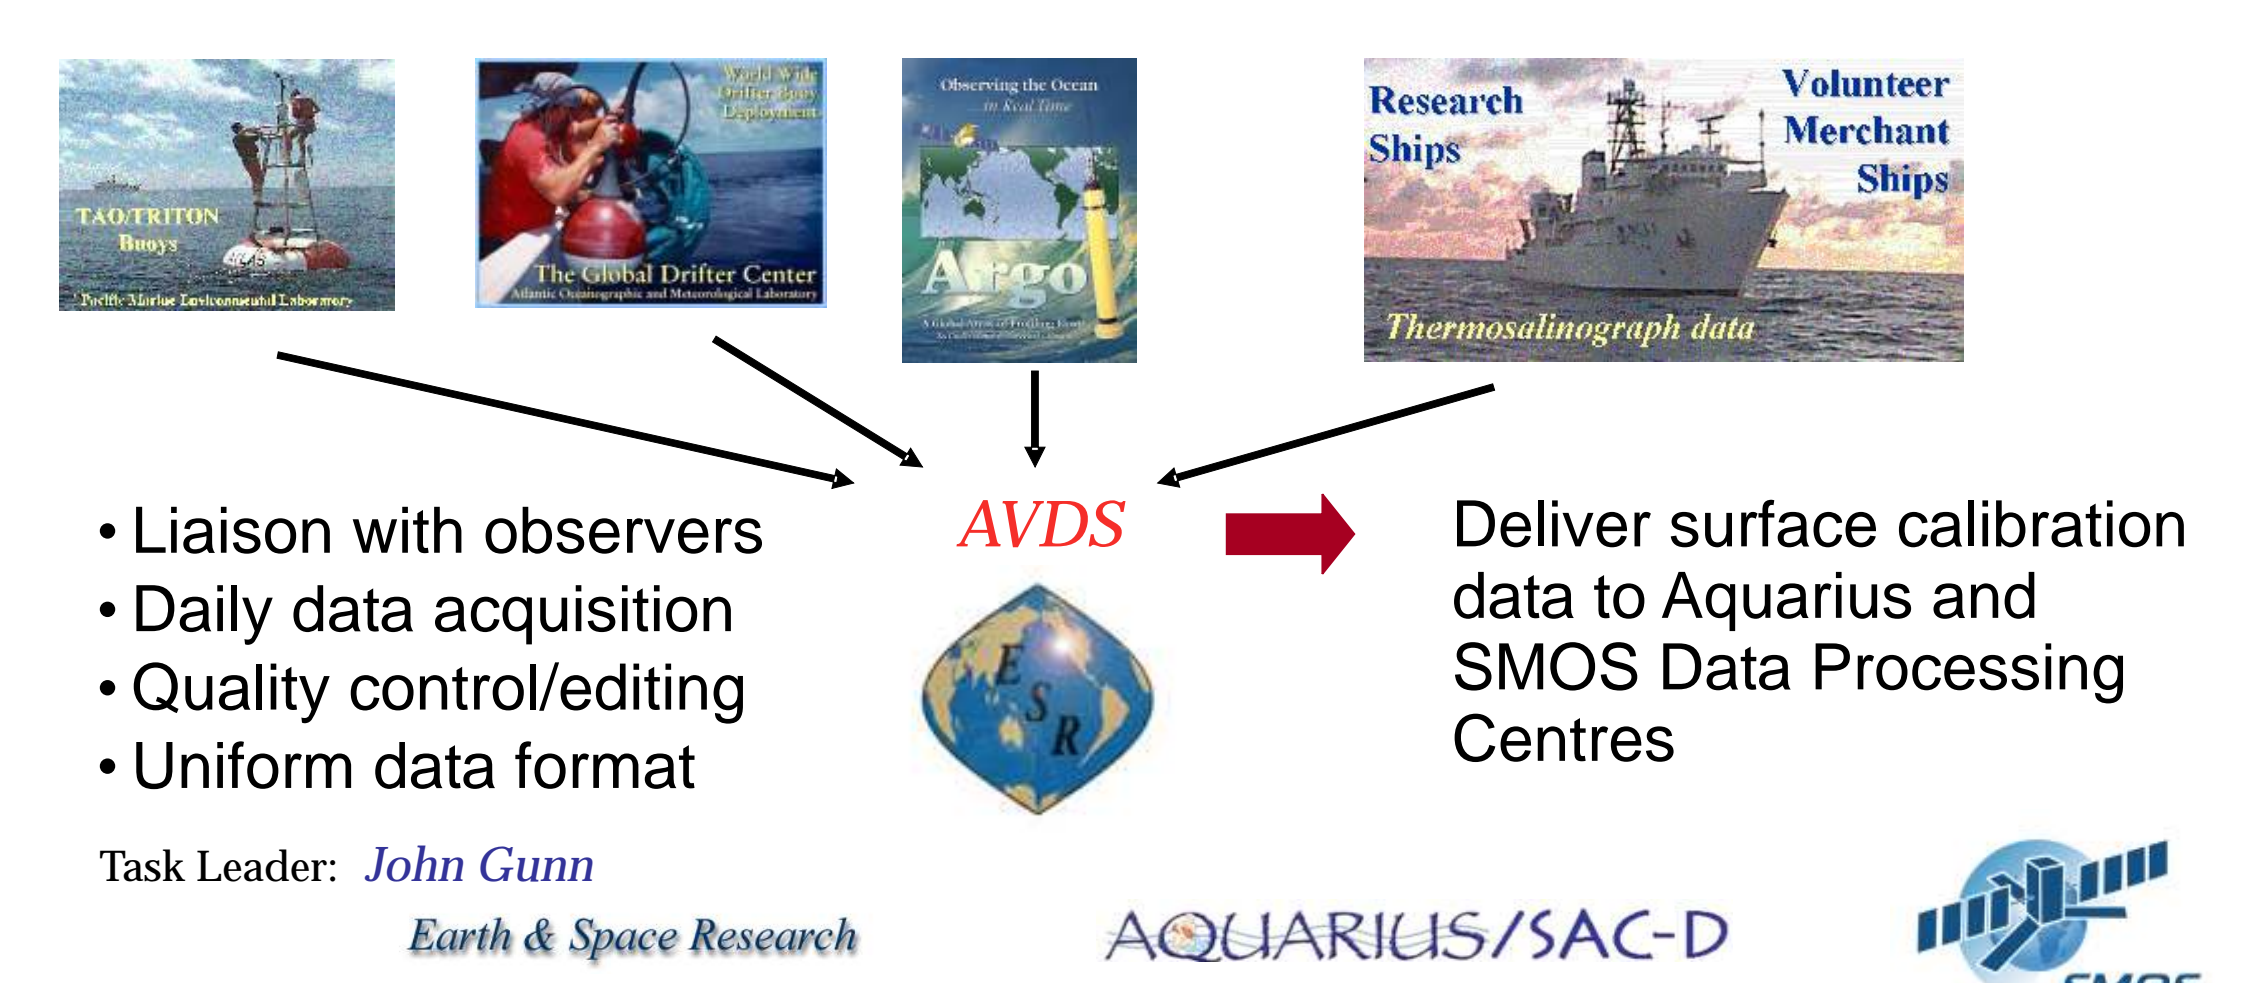 TAO/TRITON
Buoys
ATLAS
Pacific Marine Environmental Laboratory
World Wide
Drifter Buoy
Deployment
The Global Drifter Center
Atlantic Oceanographic and Meteorological Laboratory
Observing the Ocean
in Real Time
Argo
Research
Ships
Volunteer
Merchant
Ships
Thermosalinograph data
• Liaison with observers
• Daily data acquisition
• Quality control/editing
• Uniform data format
AVDS
E
S
R
Deliver surface calibration
data to Aquarius and
SMOS Data Processing
Centres
Task Leader: John Gunn
Earth & Space Research
AQUARIUS/SAC-D
SMOS